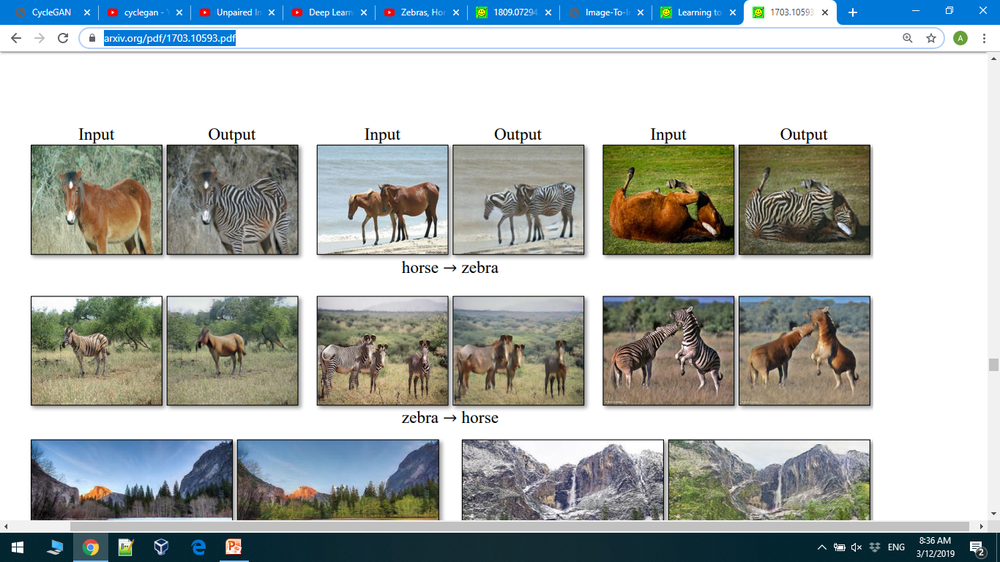 CycleGAN
cyclegan - Y
Unpaired In
Deep Learn
Zebras, Hor
1809.07294
Image-To-In
Learning to
1703.10593
arxiv.org/pdf/1703.10593.pdf
A
Input Output Input Output Input Output
horse → zebra
zebra → horse
ENG
8:36 AM
3/12/2019
2